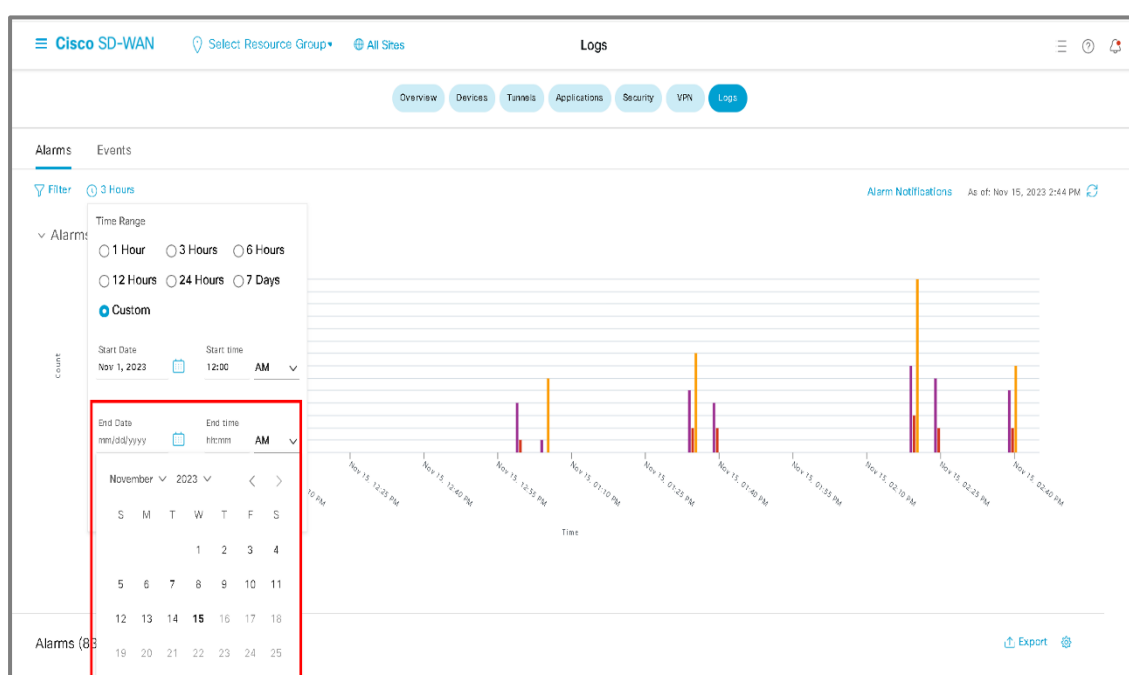 Cisco SD-WAN Select Resource Group All Sites Logs
Overview Devices Tunnels Applications Security VPN Logs
Alarms Events
Filter 3 Hours Alarm Notifications As of: Nov 15, 2023 2:44 PM
Time Range
Alarms
1 Hour 3 Hours 6 Hours
12 Hours 24 Hours 7 Days
Custom
Start Date Start time
Nov 1, 2023 12:00 AM
Count
End Date End time
mm/dd/yyyy hh:mm AM
10 PM Nov 15, 12:25 PM Nov 15, 12:40 PM Nov 15, 12:55 PM Nov 15, 01:10 PM Nov 15, 01:25 PM Nov 15, 01:40 PM Nov 15, 01:55 PM Nov 15, 02:10 PM Nov 15, 02:25 PM Nov 15, 02:40 PM
November 2023
S M T W T F S
Time
1 2 3 4
5 6 7 8 9 10 11
12 13 14 15 16 17 18
Alarms (8 Export
19 20 21 22 23 24 25